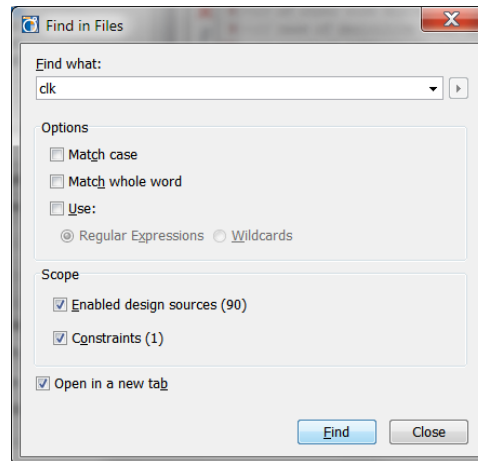 Find in Files
Find what:
clk
Options
Match case
Match whole word
Use:
Regular Expressions Wildcards
Scope
Enabled design sources (90)
Constraints (1)
Open in a new tab
Find Close